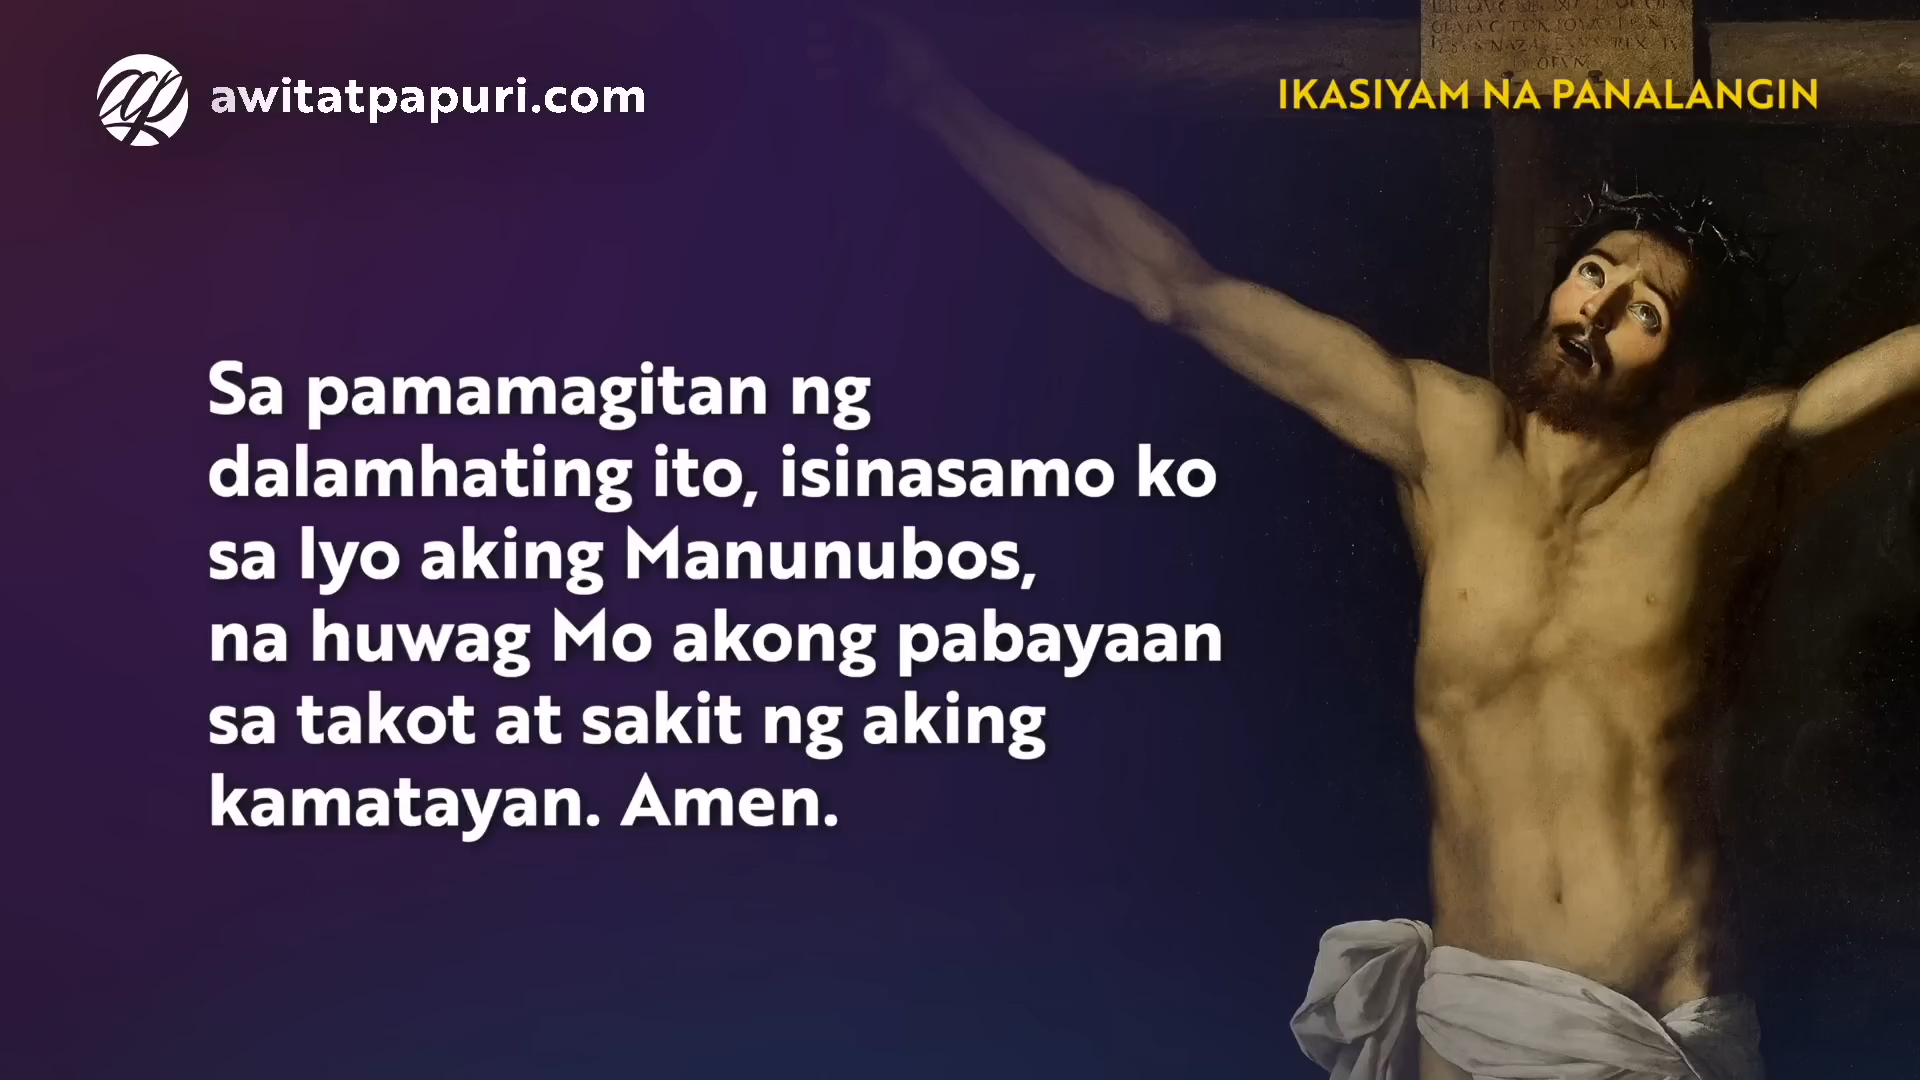 awitatpapuri.com
IKASIYAM NA PANALANGIN
Sa pamamagitan ng
dalamhating ito, isinasamo ko
sa Iyo aking Manunubos,
na huwag Mo akong pabayaan
sa takot at sakit ng aking
kamatayan. Amen.